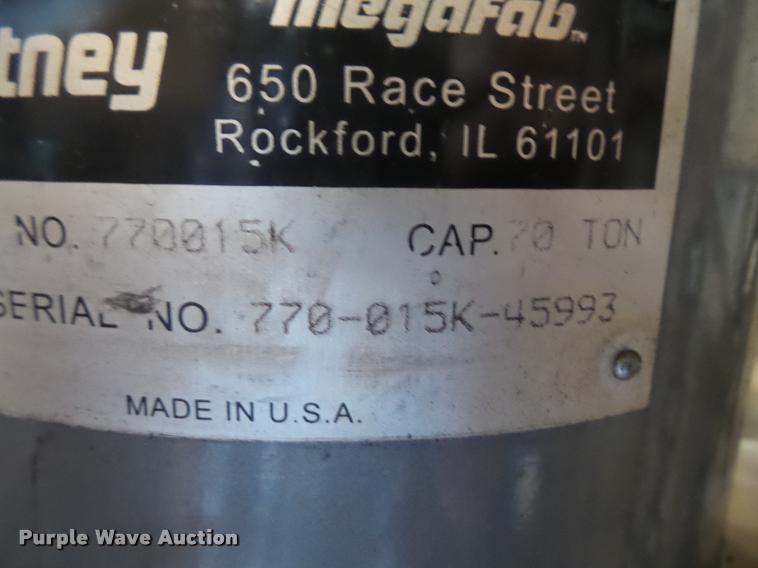 megafab™
tney
650 Race Street
Rockford, IL 61101
NO. 770015K CAP. 70 TON
SERIAL NO. 770-015K-45993
MADE IN U.S.A.
Purple Wave Auction